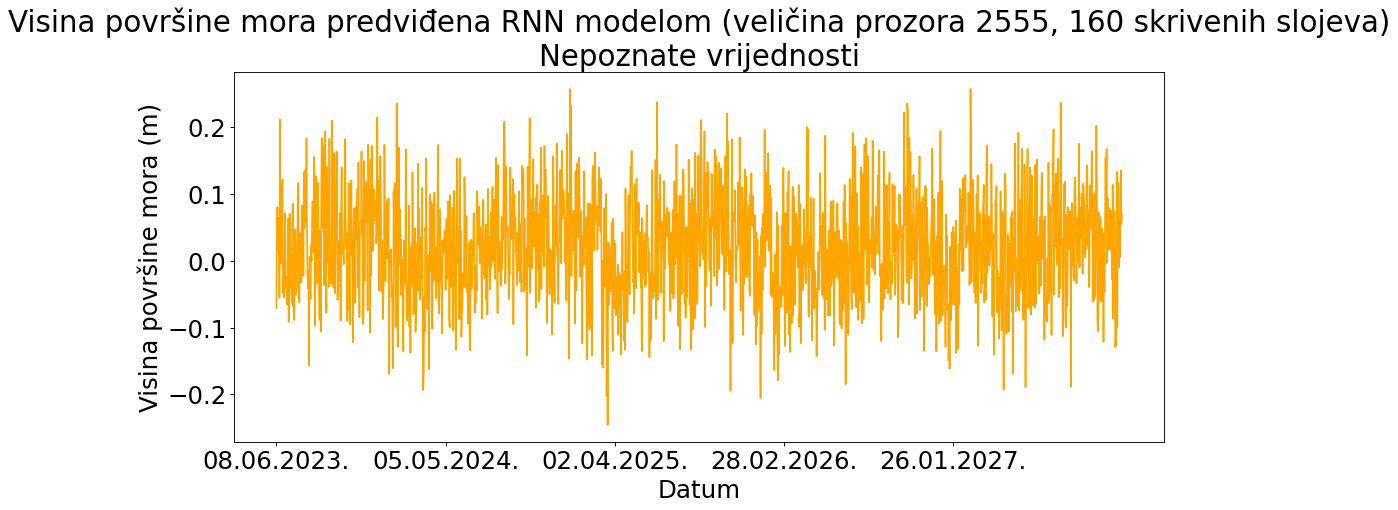 Visina površine mora predviđena RNN modelom (veličina prozora 2555, 160 skrivenih slojeva)
Nepoznate vrijednosti
Visina površine mora (m)
0.2
0.1
0.0
−0.1
−0.2
08.06.2023. 05.05.2024. 02.04.2025. 28.02.2026. 26.01.2027.
Datum